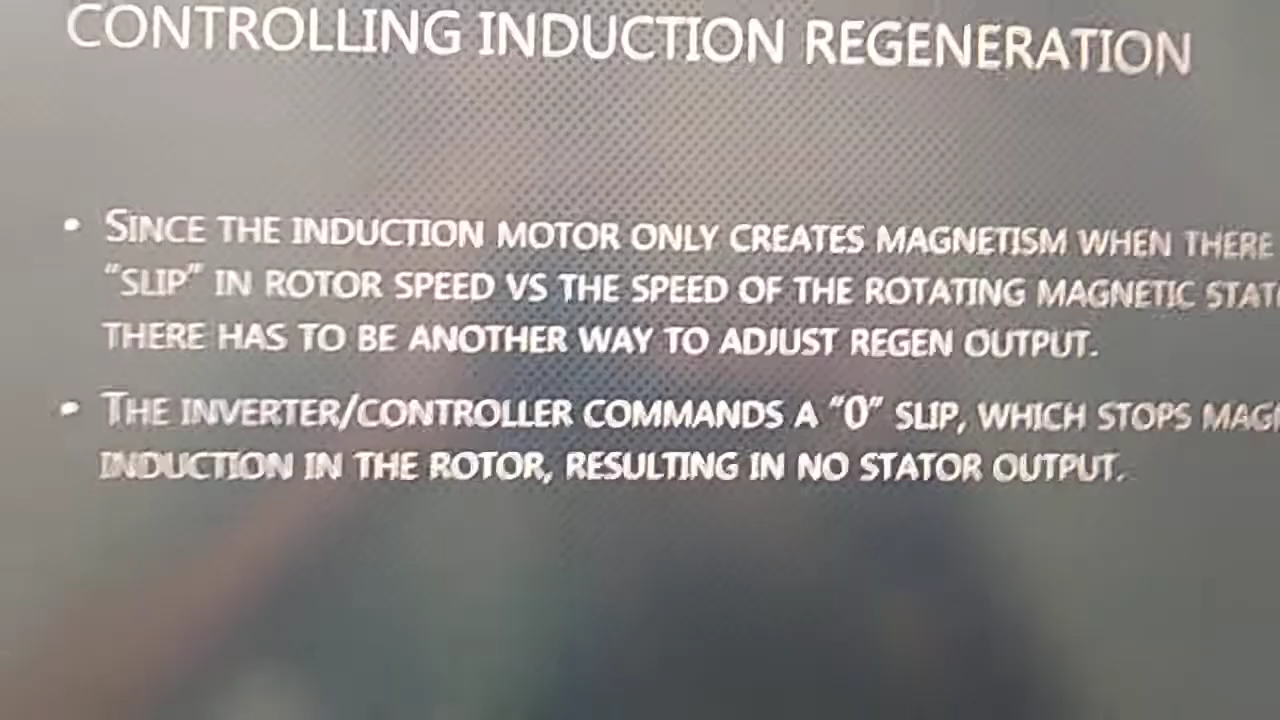 CONTROLLING INDUCTION REGENERATION
• SINCE THE INDUCTION MOTOR ONLY CREATES MAGNETISM WHEN THERE
"SLIP" IN ROTOR SPEED VS THE SPEED OF THE ROTATING MAGNETIC
THERE HAS TO BE ANOTHER WAY TO ADJUST REGEN OUTPUT.
• THE INVERTER/CONTROLLER COMMANDS A "0" SLIP, WHICH STOPS
INDUCTION IN THE ROTOR, RESULTING IN NO STATOR OUTPUT.